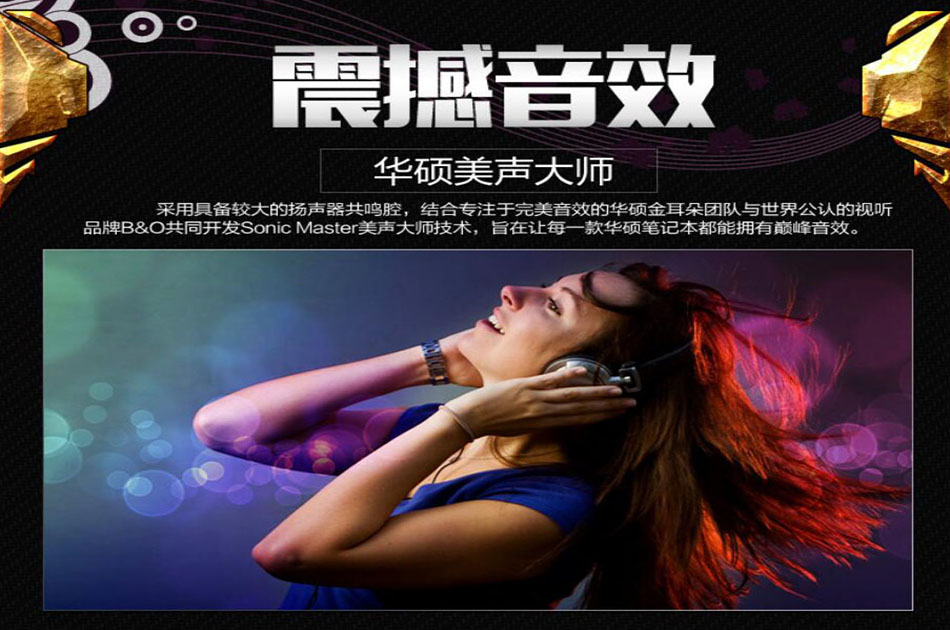 震撼音效
华硕美声大师
采用具备较大的扬声器共鸣腔，结合专注于完美音效的华硕金耳朵团队与世界公认的视听
品牌B&O共同开发Sonic Master美声大师技术，旨在让每一款华硕笔记本都能拥有巅峰音效。